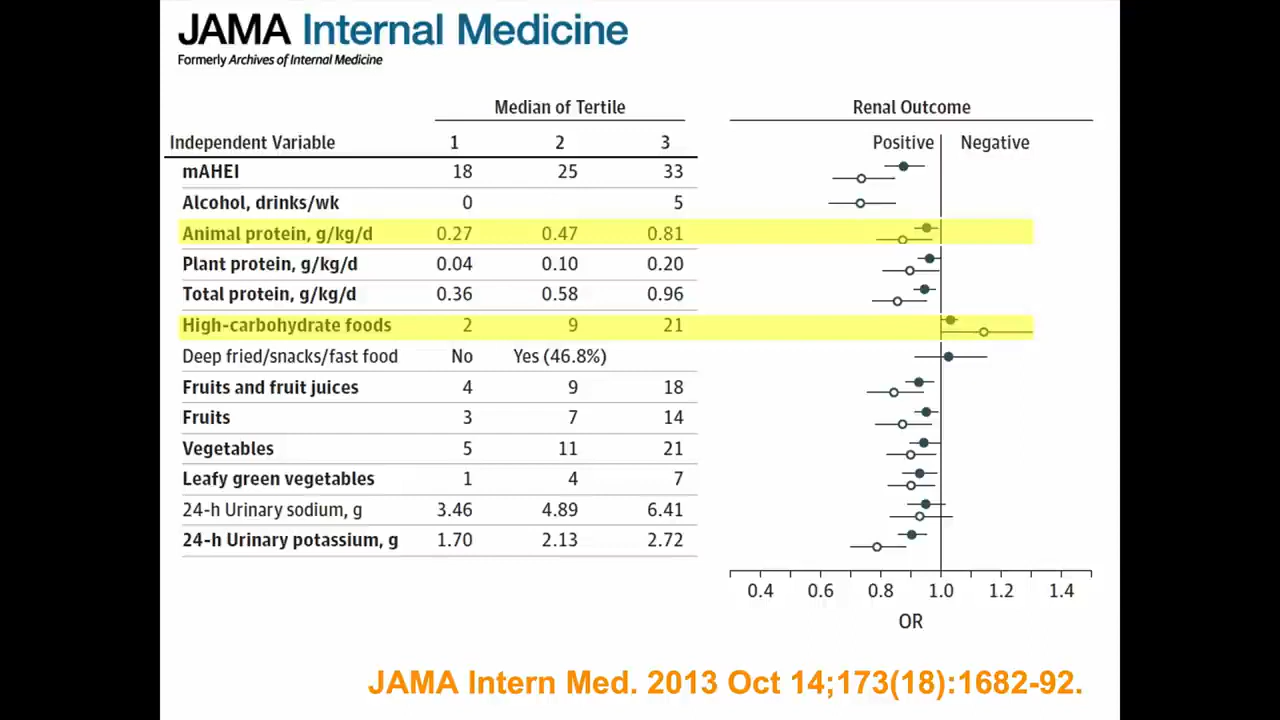 JAMA Internal Medicine
Formerly Archives of Internal Medicine
Median of Tertile Renal Outcome
Independent Variable 1 2 3 Positive Negative
mAHEI 18 25 33
Alcohol, drinks/wk 0 5
Animal protein, g/kg/d 0.27 0.47 0.81
Plant protein, g/kg/d 0.04 0.10 0.20
Total protein, g/kg/d 0.36 0.58 0.96
High-carbohydrate foods 2 9 21
Deep fried/snacks/fast food No Yes (46.8%)
Fruits and fruit juices 4 9 18
Fruits 3 7 14
Vegetables 5 11 21
Leafy green vegetables 1 4 7
24-h Urinary sodium, g 3.46 4.89 6.41
24-h Urinary potassium, g 1.70 2.13 2.72
0.4 0.6 0.8 1.0 1.2 1.4
OR
JAMA Intern Med. 2013 Oct 14;173(18):1682-92.